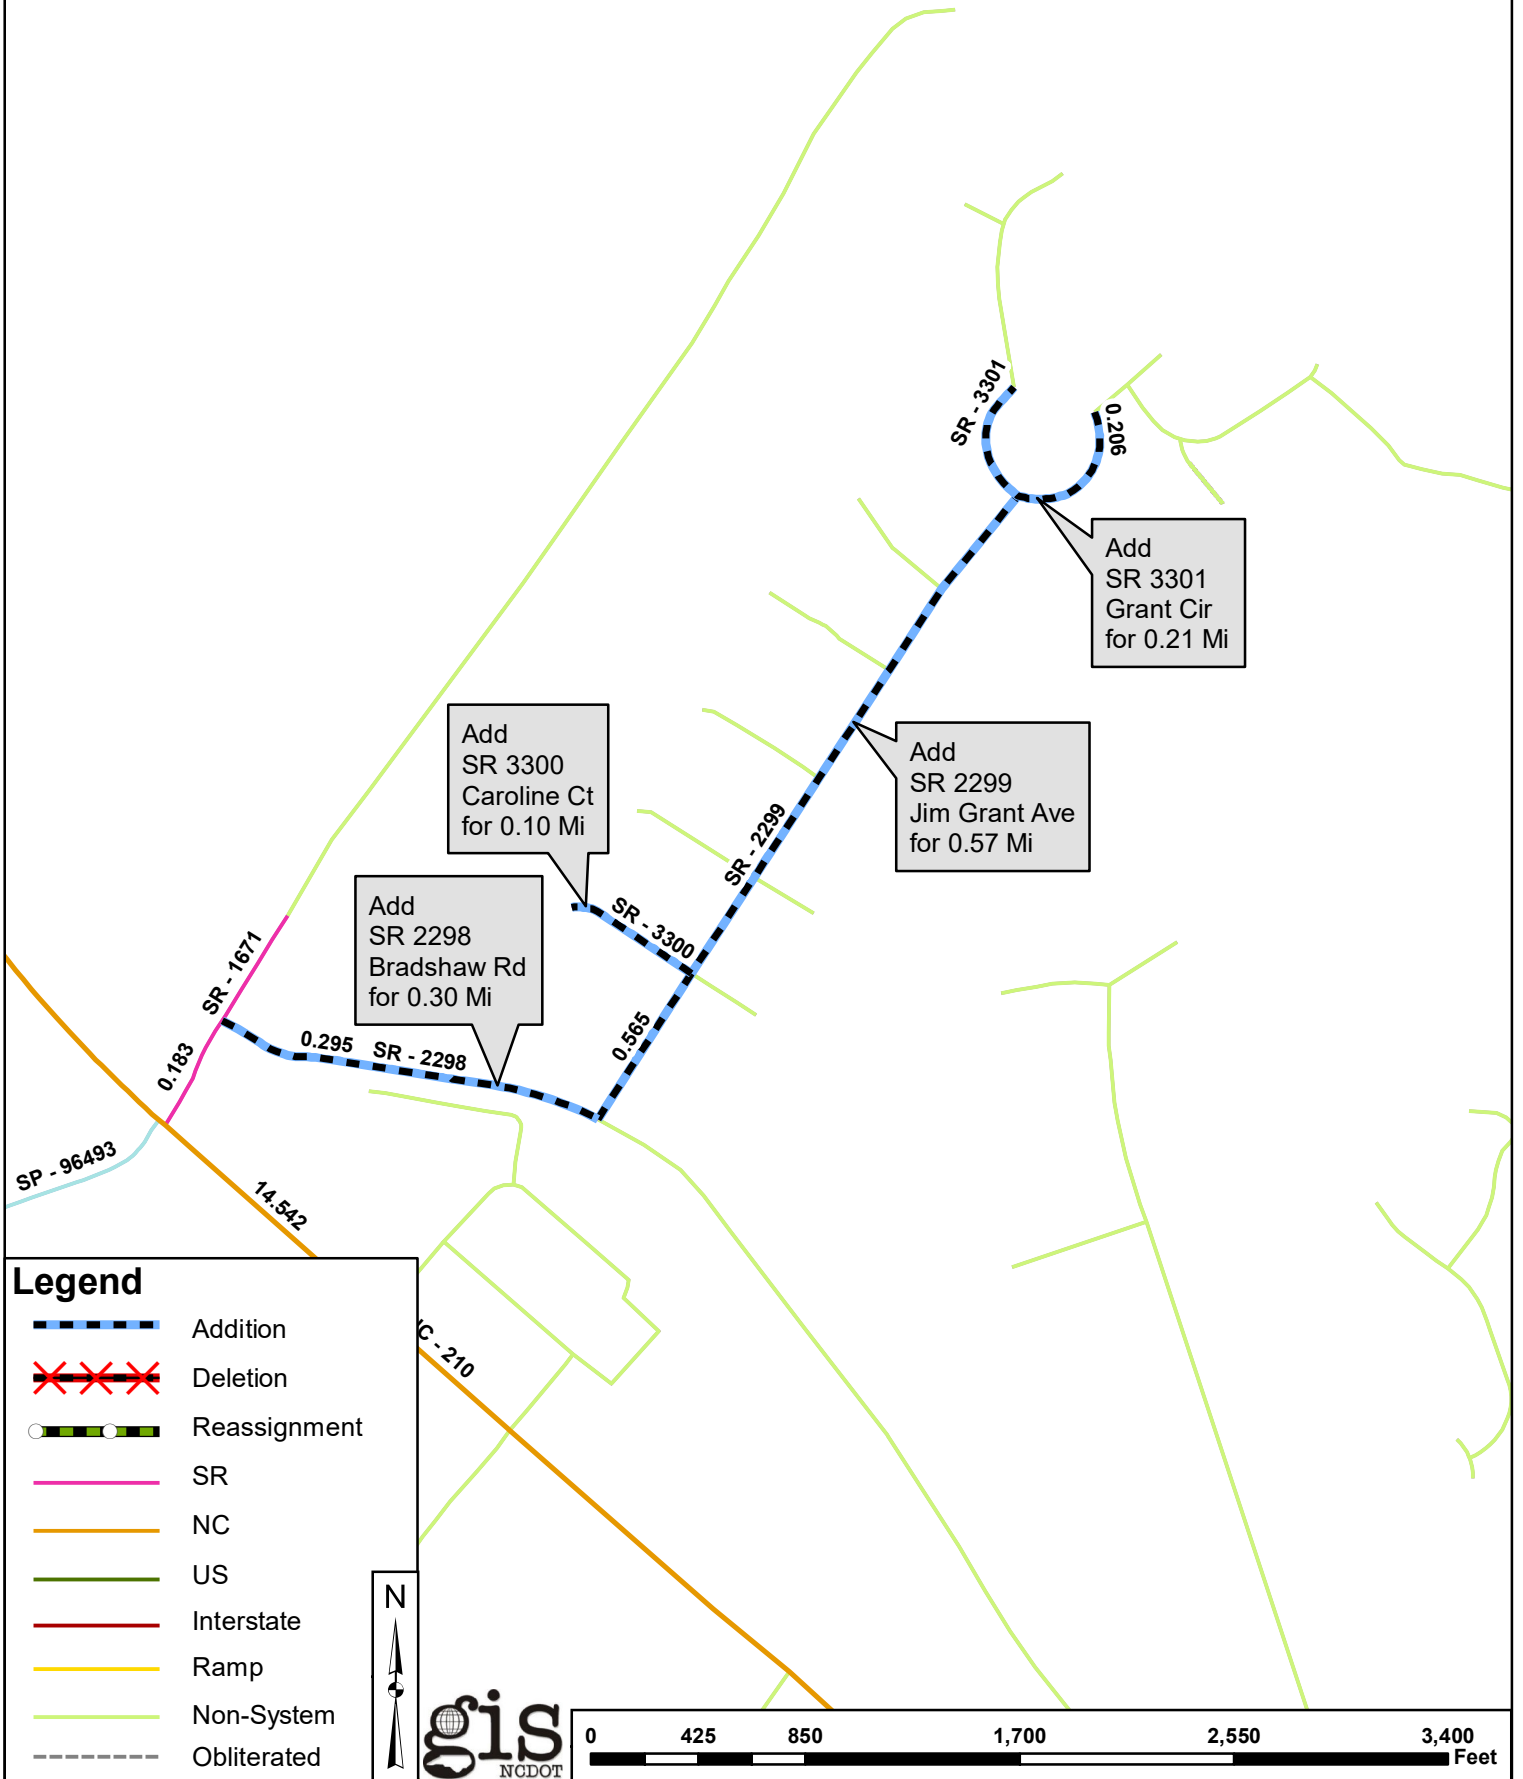 SR - 3301
0.206
Add
SR 3301
Grant Cir
for 0.21 Mi
Add
SR 3300
Caroline Ct
for 0.10 Mi
Add
SR 2299
Jim Grant Ave
for 0.57 Mi
SR - 2299
Add
SR 2298
Bradshaw Rd
for 0.30 Mi
SR - 3300
SR - 1671
0.183
0.295 SR - 2298
0.565
SP - 96493
14.542
C - 210
Legend
Addition
Deletion
Reassignment
SR
NC
US
Interstate
Ramp
Non-System
Obliterated
N
gis
NCDOT
0 425 850 1,700 2,550 3,400
Feet